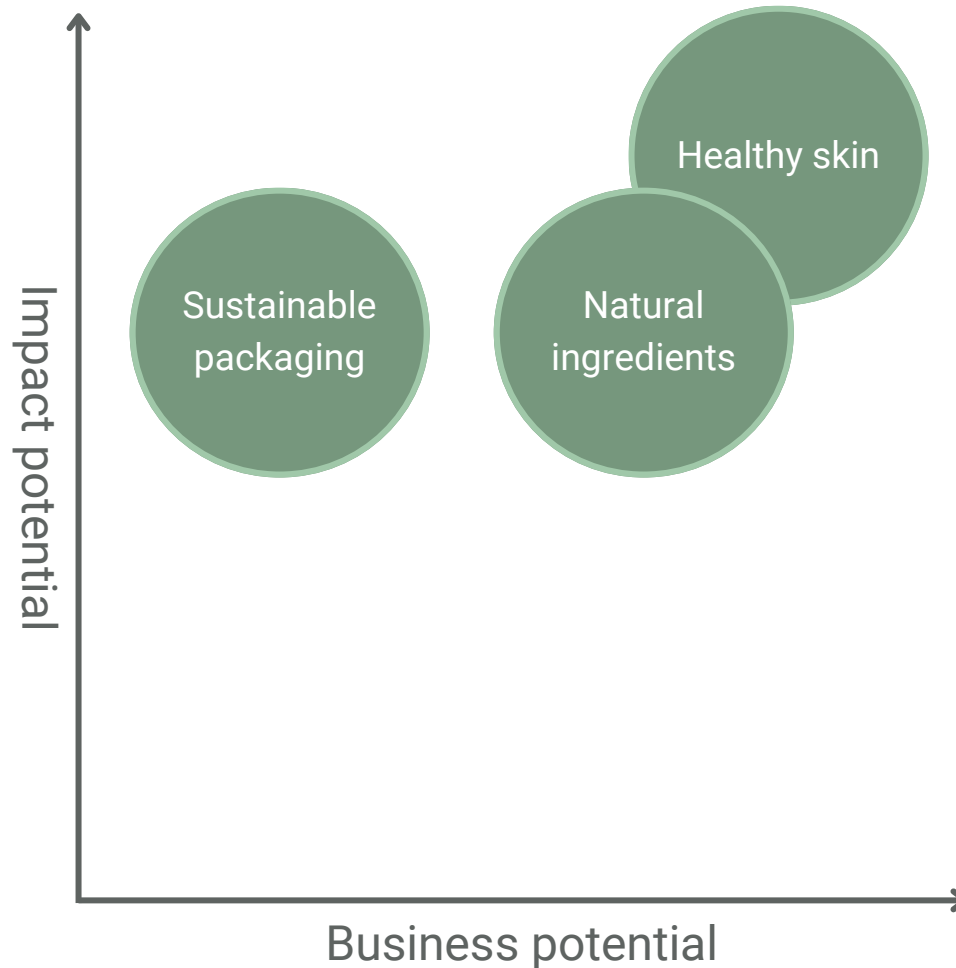 Healthy skin
Sustainable
packaging
Natural
ingredients
Impact potential
Business potential